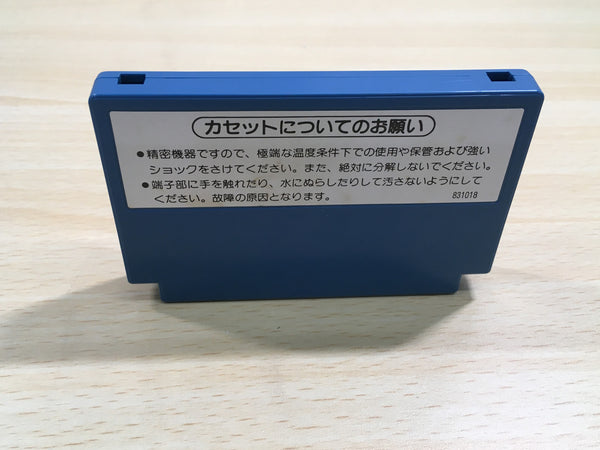 カセットについてのお願い
●精密機器ですので、極端な温度条件下での使用や保管および強い
ショックをさけてください。また、絶対に分解しないでください。
●端子部に手を触れたり、水にぬらしたりして汚さないようにして
ください。故障の原因となります。
831018